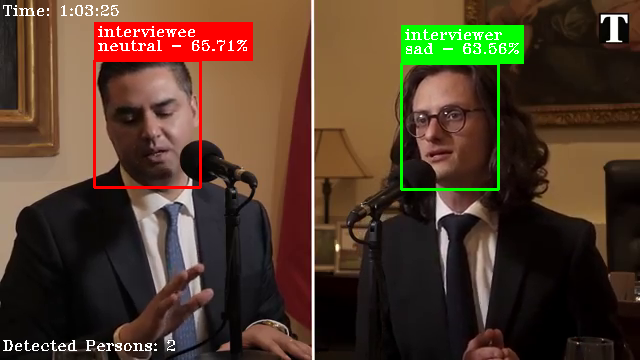 Time: 1:03:25
interviewee
neutral - 65.71%
interviewer
sad - 63.56%
T
Detected Persons: 2